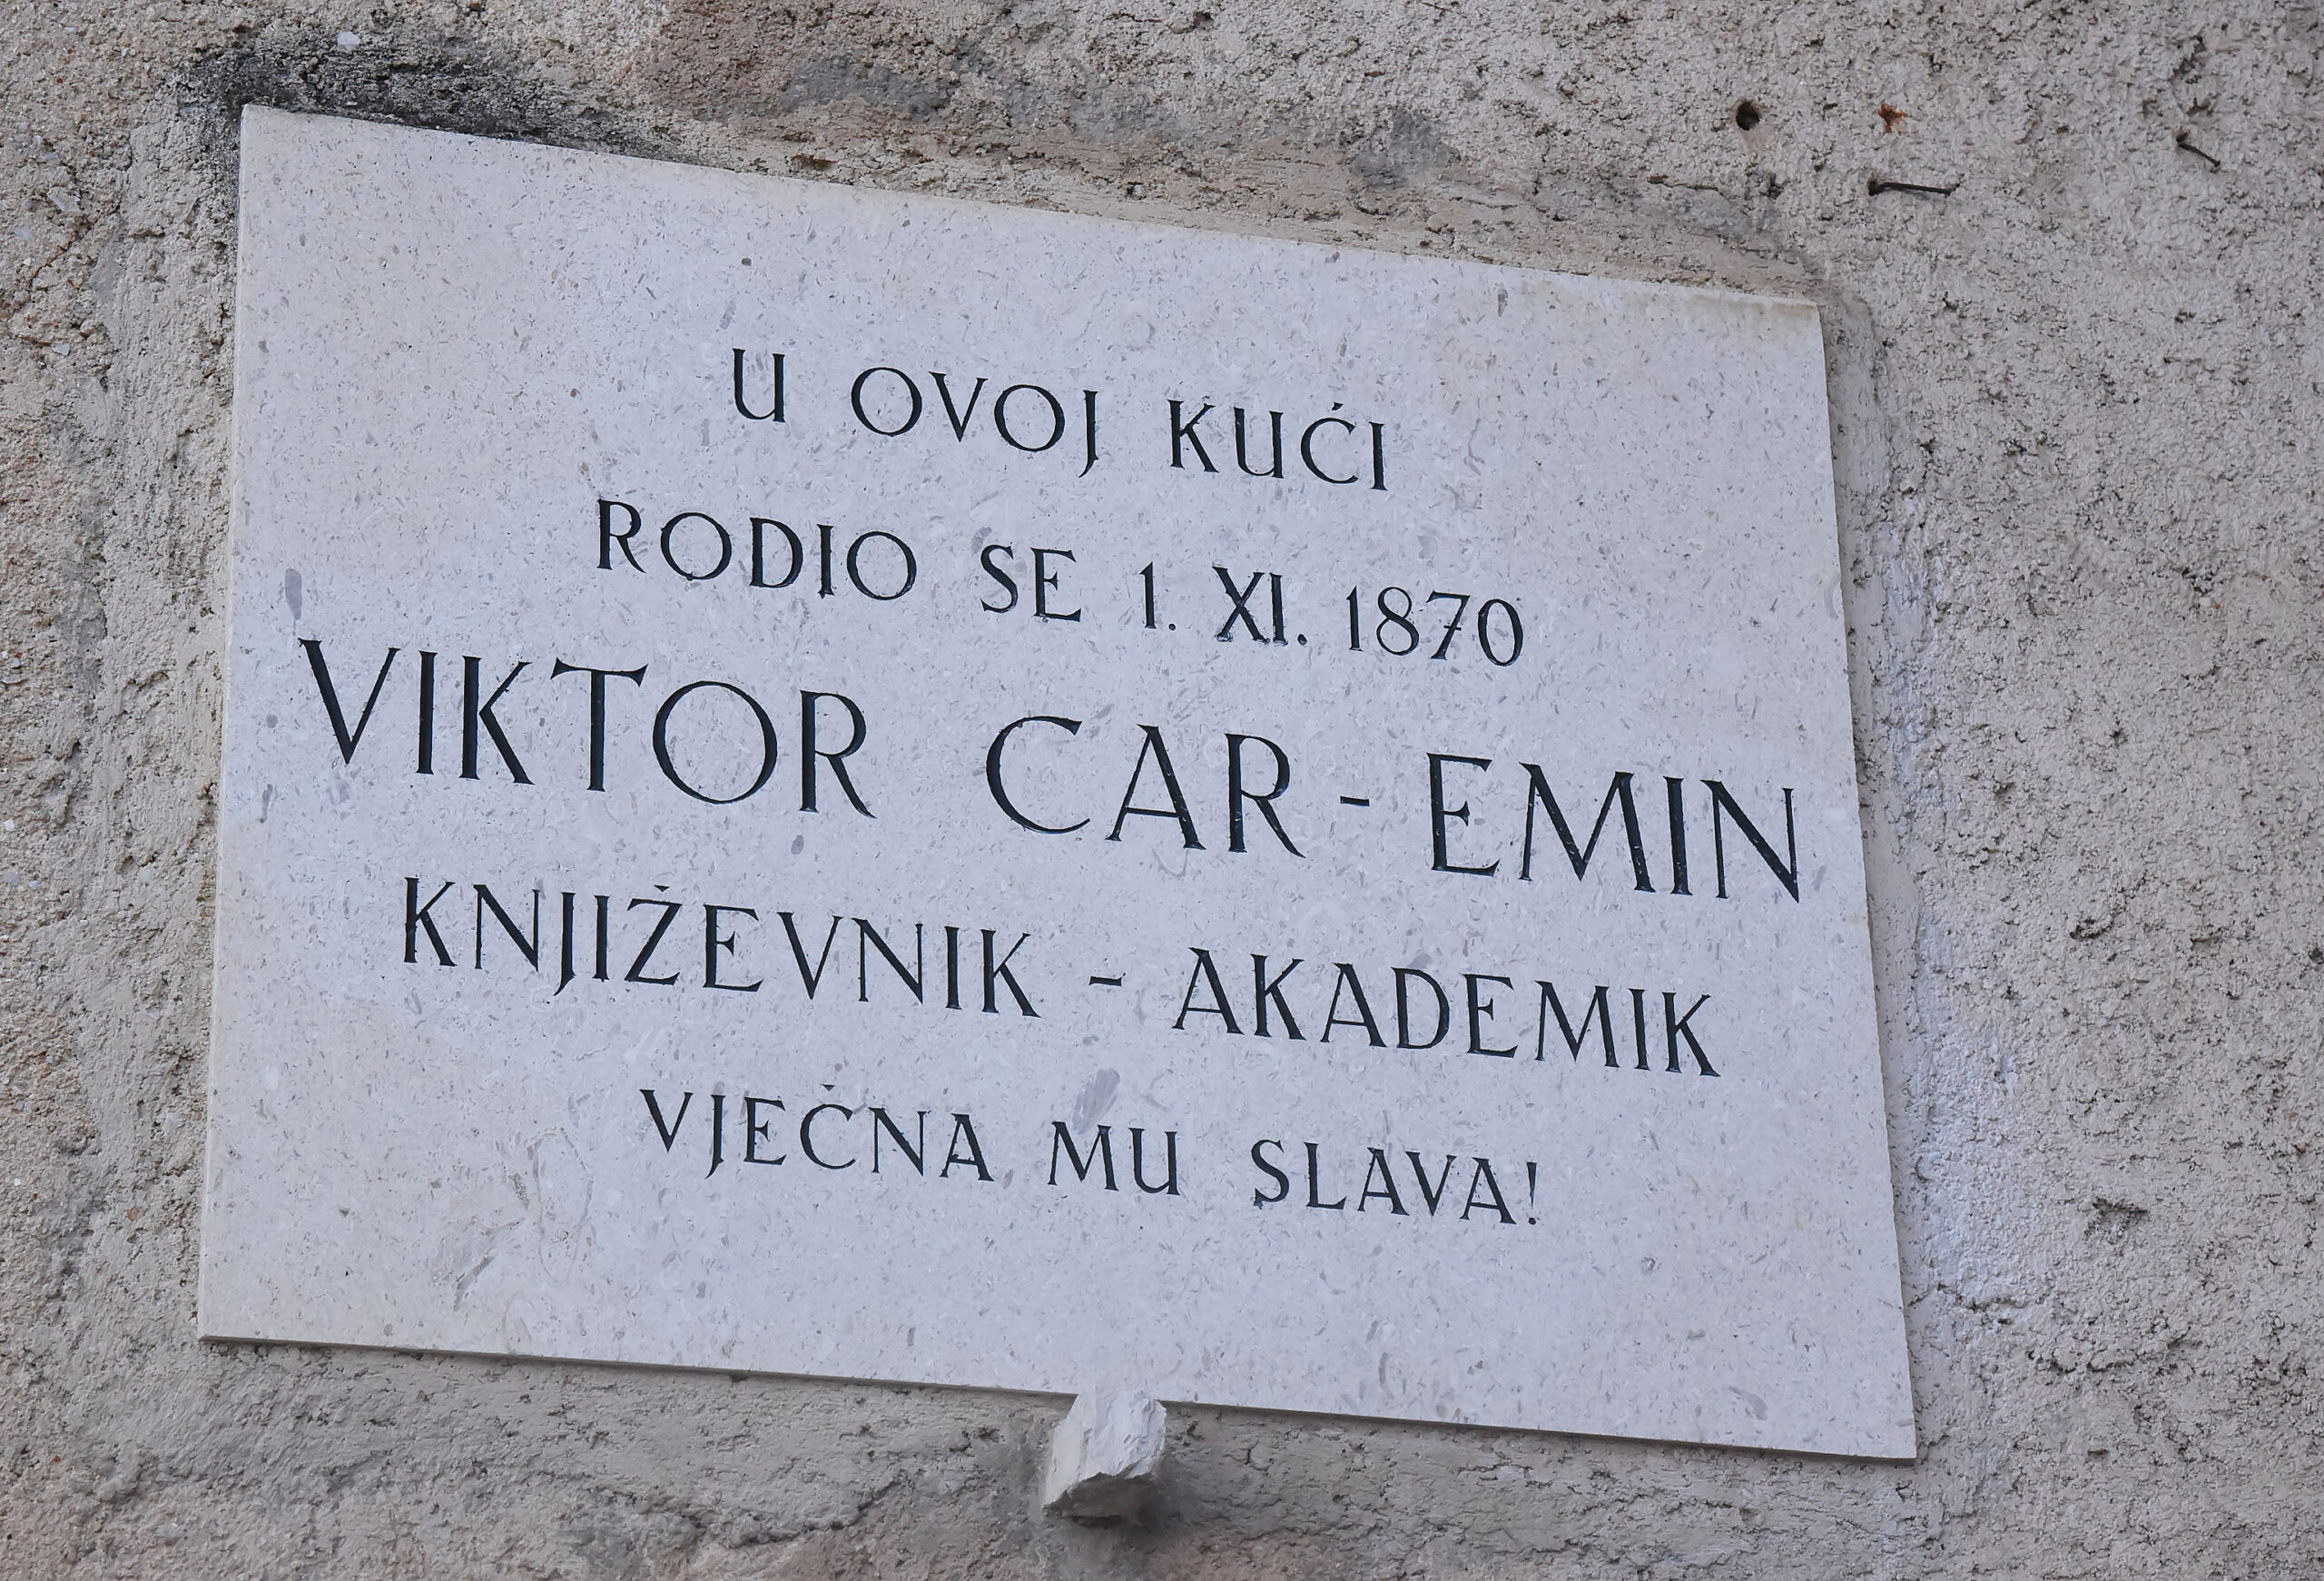 U OVOJ KUĆI
RODIO SE 1. XI. 1870
VIKTOR CAR - EMIN
KNJIŽEVNIK - AKADEMIK
VJEČNA MU SLAVA!